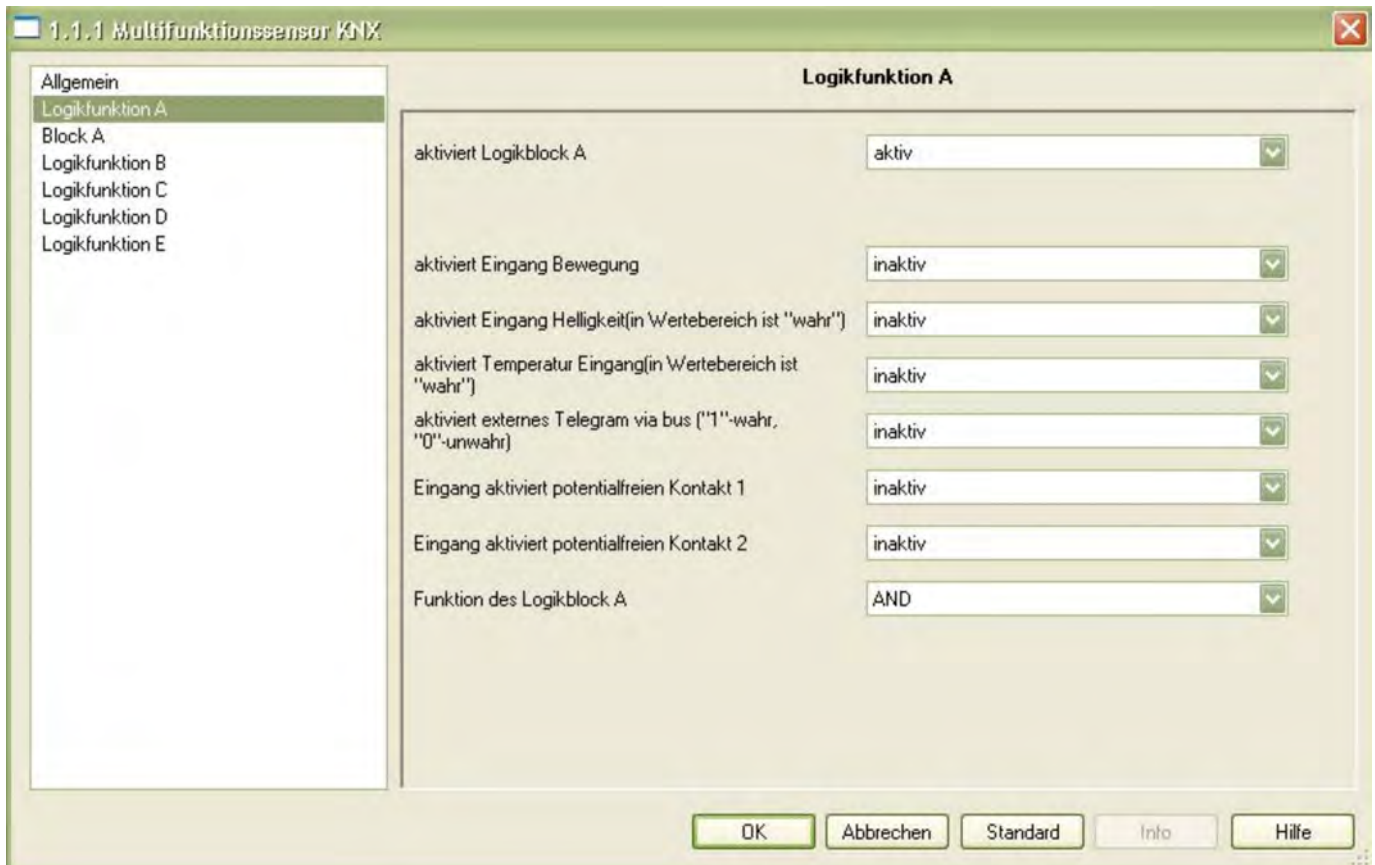 1.1.1 Multifunktionssensor KNX
Allgemein
Logikfunktion A
Block A
Logikfunktion B
Logikfunktion C
Logikfunktion D
Logikfunktion E
Logikfunktion A
aktiviert Logikblock A
aktiv
aktiviert Eingang Bewegung
inaktiv
aktiviert Eingang Helligkeit(in Wertebereich ist "wahr")
inaktiv
aktiviert Temperatur Eingang(in Wertebereich ist
"wahr")
inaktiv
aktiviert externes Telegram via bus ("1"-wahr,
"0"-unwahr)
inaktiv
Eingang aktiviert potentialfreien Kontakt 1
inaktiv
Eingang aktiviert potentialfreien Kontakt 2
inaktiv
Funktion des Logikblock A
AND
OK
Abbrechen
Standard
Info
Hilfe